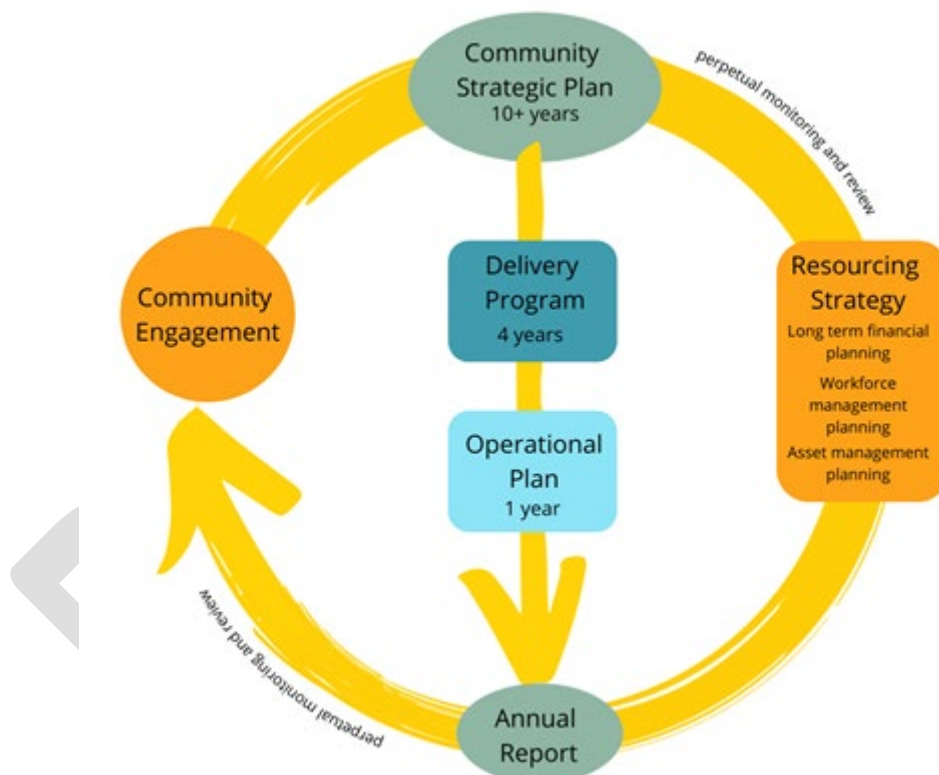 Community
Strategic Plan
10+ years
perpetual monitoring and review
Community
Engagement
Delivery
Program
4 years
Resourcing
Strategy
Long term financial
planning
Workforce
management
planning
Asset management
planning
Operational
Plan
1 year
perpetual monitoring and review
Annual
Report